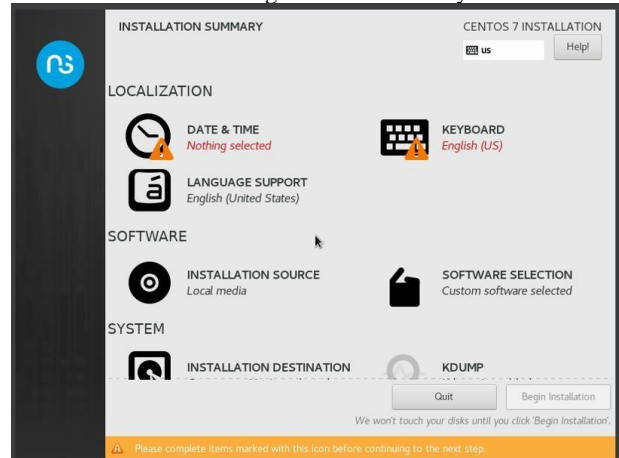 INSTALLATION SUMMARY
CENTOS 7 INSTALLATION
us
Help!
LOCALIZATION
DATE & TIME
Nothing selected
KEYBOARD
English (US)
LANGUAGE SUPPORT
English (United States)
SOFTWARE
INSTALLATION SOURCE
Local media
SOFTWARE SELECTION
Custom software selected
SYSTEM
INSTALLATION DESTINATION
KDUMP
Quit
Begin Installation
We won't touch your disks until you click 'Begin Installation'.
Please complete items marked with this icon before continuing to the next step.